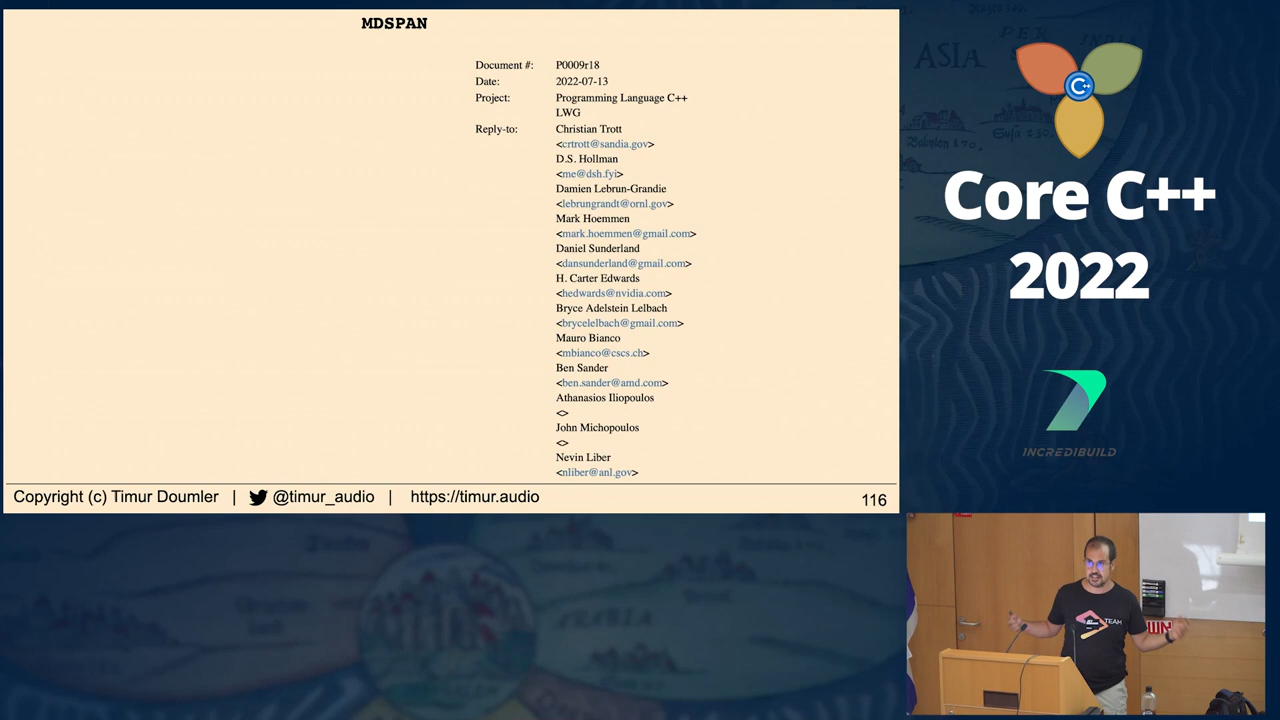 MDSPAN
Document #: P0009r18
Date: 2022-07-13
Project: Programming Language C++
LWG
Reply-to: Christian Trott
<crtrott@sandia.gov>
D.S. Hollman
<me@dsh.fyi>
Damien Lebrun-Grandie
<lebrungrandt@ornl.gov>
Mark Hoemmen
<mark.hoemmen@gmail.com>
Daniel Sunderland
<dansunderland@gmail.com>
H. Carter Edwards
<hedwards@nvidia.com>
Bryce Adelstein Lelbach
<brycelelbach@gmail.com>
Mauro Bianco
<mbianco@cscs.ch>
Ben Sander
<ben.sander@amd.com>
Athanasios Iliopoulos
<>
John Michopoulos
<>
Nevin Liber
<nliber@anl.gov>
Copyright (c) Timur Doumler | @timur_audio | https://timur.audio
116
ASIA
PER
INDIA
C++
Core C++
2022
INCREDIBUILD
TEAM